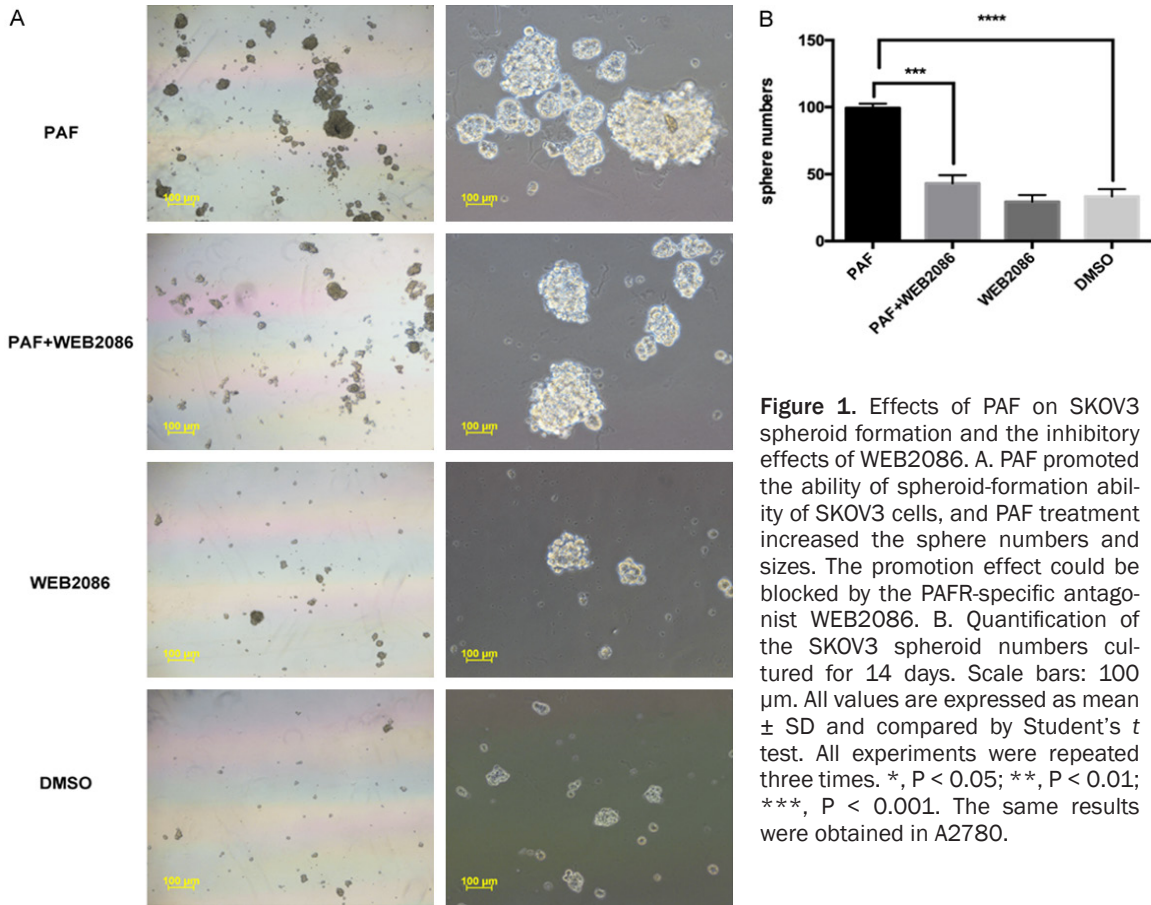 A
PAF
100 µm
100 µm
PAF+WEB2086
100 µm
100 µm
WEB2086
100 µm
100 µm
DMSO
100 µm
100 µm
B
****
***
sphere numbers
150
100
50
0
PAF
PAF+WEB2086
WEB2086
DMSO
Figure 1. Effects of PAF on SKOV3
spheroid formation and the inhibitory
effects of WEB2086. A. PAF promoted
the ability of spheroid-formation abil-
ity of SKOV3 cells, and PAF treatment
increased the sphere numbers and
sizes. The promotion effect could be
blocked by the PAFR-specific antago-
nist WEB2086. B. Quantification of
the SKOV3 spheroid numbers cul-
tured for 14 days. Scale bars: 100
µm. All values are expressed as mean
± SD and compared by Student's t
test. All experiments were repeated
three times. *, P < 0.05; **, P < 0.01;
***, P < 0.001. The same results
were obtained in A2780.